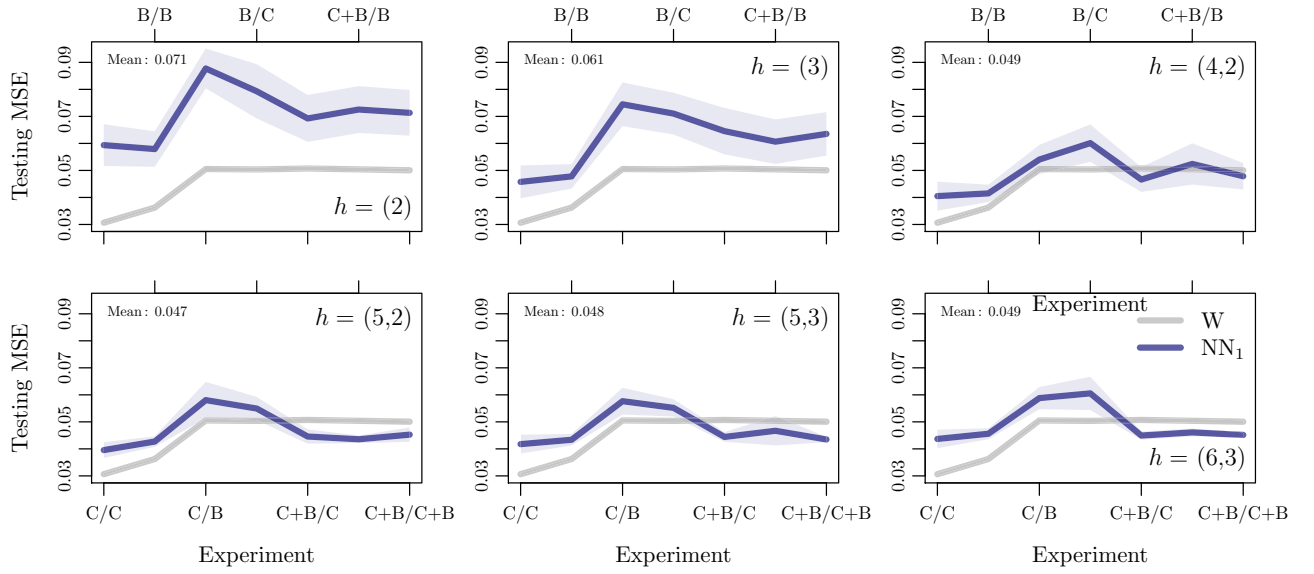 B/B B/C C+B/B B/B B/C C+B/B B/B B/C C+B/B
Testing MSE
0.03 0.05 0.07 0.09
Mean: 0.071
h = (2)
0.03 0.05 0.07 0.09
Mean: 0.061
h = (3)
0.03 0.05 0.07 0.09
Mean: 0.049
h = (4,2)
Testing MSE
0.03 0.05 0.07 0.09
Mean: 0.047
h = (5,2)
0.03 0.05 0.07 0.09
Mean: 0.048
h = (5,3)
0.03 0.05 0.07 0.09
Mean: 0.049
Experiment
W
NN₁
h = (6,3)
C/C C/B C+B/C C+B/C+B C/C C/B C+B/C C+B/C+B C/C C/B C+B/C C+B/C+B
Experiment Experiment Experiment